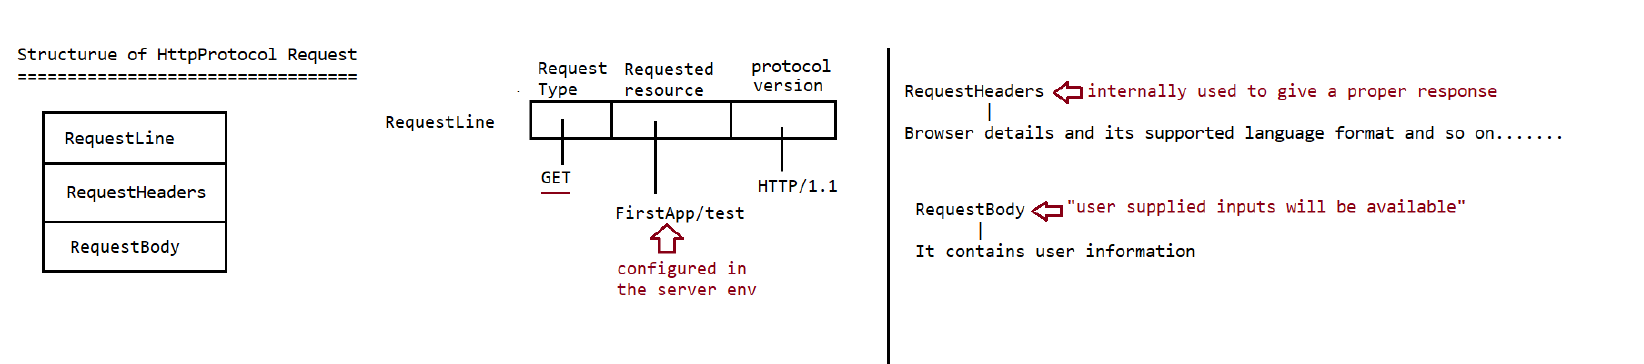 Structurue of HttpProtocol Request
==================================
RequestLine
RequestHeaders
RequestBody
Request Type
Requested resource
protocol version
RequestLine
GET
HTTP/1.1
FirstApp/test
configured in
the server env
RequestHeaders internally used to give a proper response
Browser details and its supported language format and so on.......
RequestBody "user supplied inputs will be available"
It contains user information